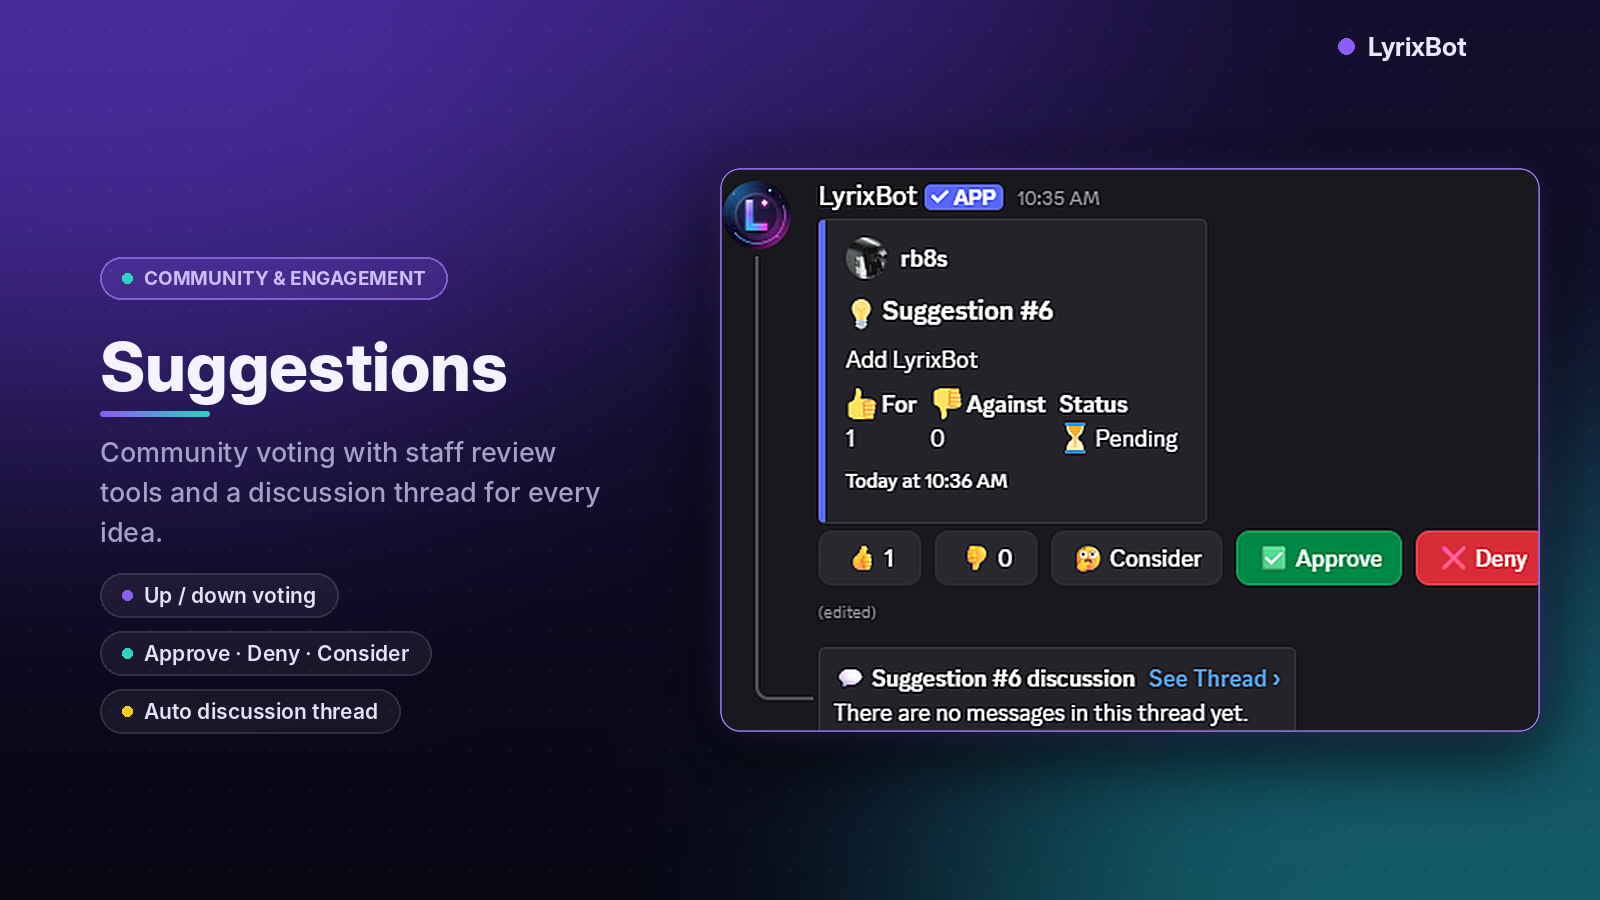 LyrixBot
COMMUNITY & ENGAGEMENT
Suggestions
Community voting with staff review
tools and a discussion thread for every
idea.
Up / down voting
Approve · Deny · Consider
Auto discussion thread
LyrixBot ✓ APP 10:35 AM
rb8s
💡 Suggestion #6
Add LyrixBot
👍 For 👎 Against Status
1 0 ⏳ Pending
Today at 10:36 AM
👍 1 👎 0 🤔 Consider ✅ Approve ❌ Deny
(edited)
💬 Suggestion #6 discussion See Thread ›
There are no messages in this thread yet.